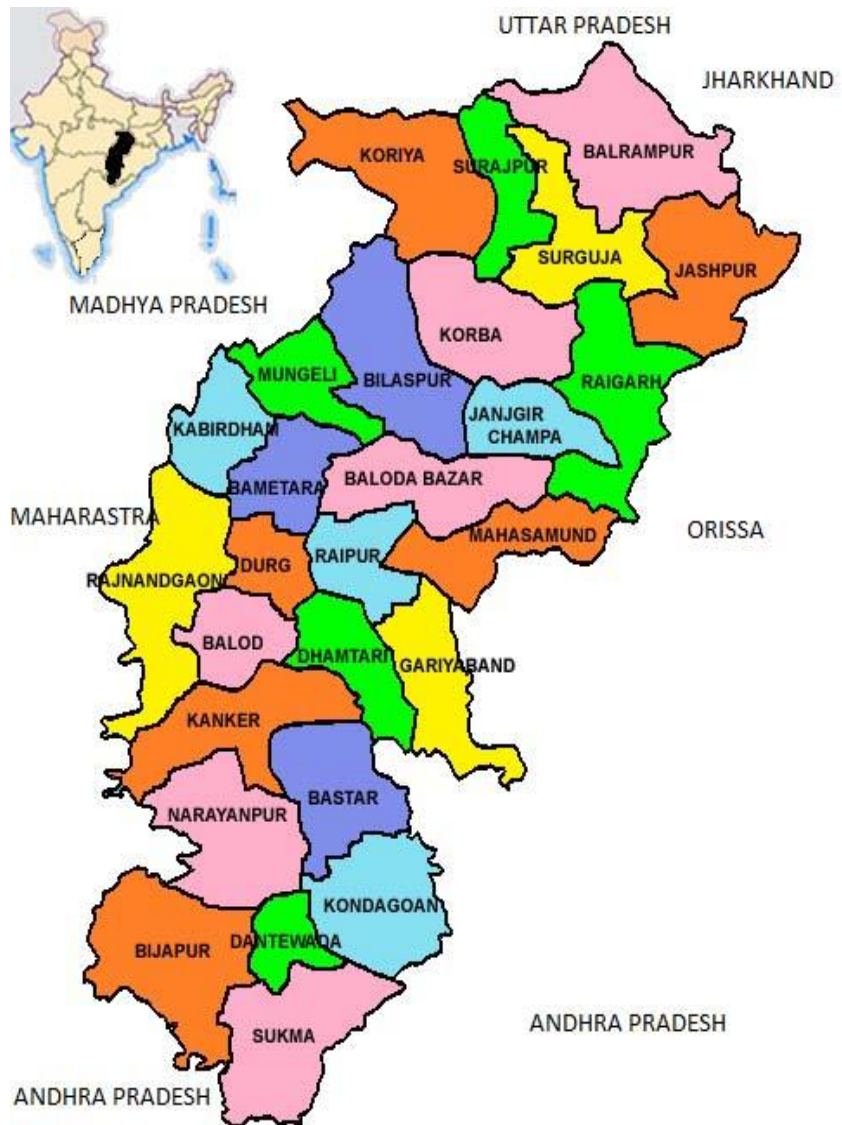 UTTAR PRADESH
JHARKHAND
KORIYA
SURAJPUR
BALRAMPUR
SURGUJA
JASHPUR
MADHYA PRADESH
KORBA
MUNGELI
BILASPUR
RAIGARH
JANJGIR
CHAMPA
KABIRDHAM
BAMETARA
BALODA BAZAR
MAHARASTRA
ORISSA
MAHASAMUND
RAIPUR
DURG
RAJNANDGAON
BALOD
DHAMTARI
GARIYABAND
KANKER
BASTAR
NARAYANPUR
KONDAGOAN
DANTEWADA
BIJAPUR
SUKMA
ANDHRA PRADESH
ANDHRA PRADESH